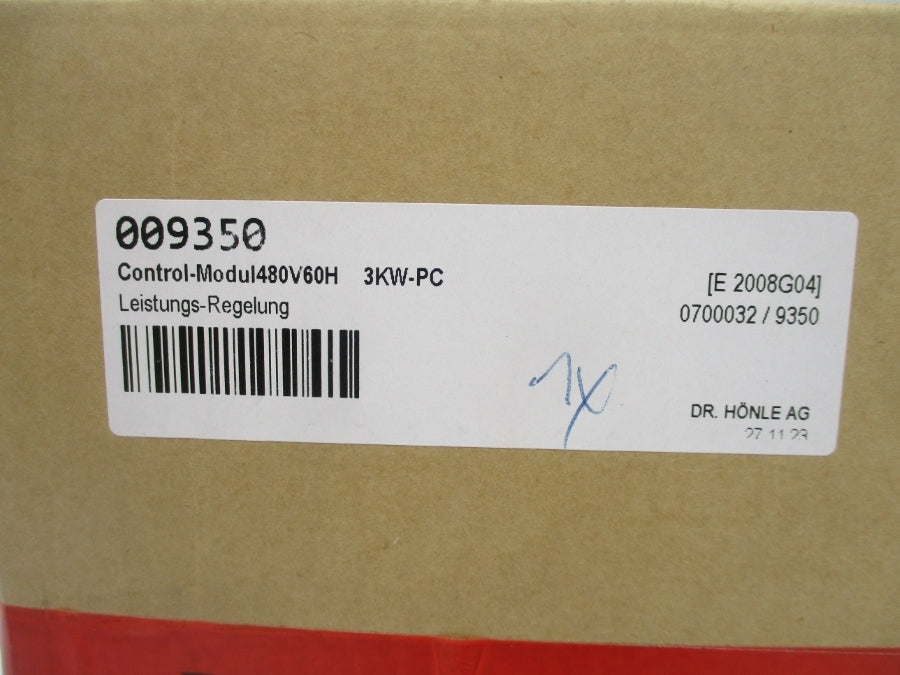 009350
Control-Modul480V60H 3KW-PC
Leistungs-Regelung
[E 2008G04]
0700032 / 9350
1x
DR. HÖNLE AG
27.11.23